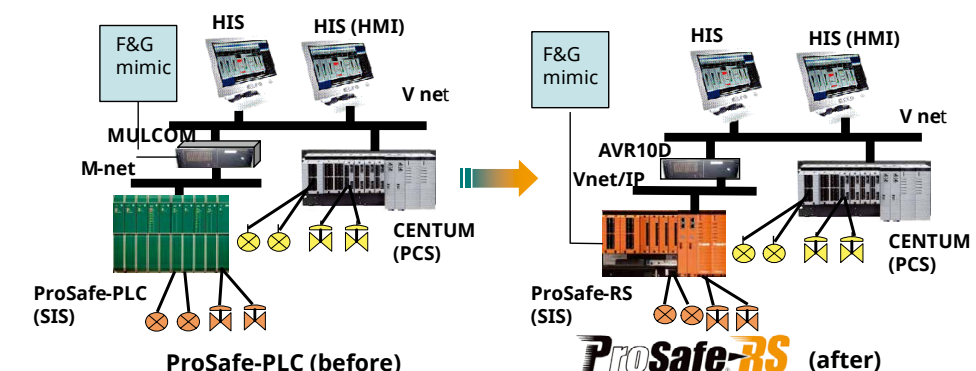 HIS
HIS (HMI)
F&G
mimic
V net
MULCOM
M-net
CENTUM
(PCS)
ProSafe-PLC
(SIS)
ProSafe-PLC (before)
HIS
HIS (HMI)
F&G
mimic
V net
AVR10D
Vnet/IP
CENTUM
(PCS)
ProSafe-RS
(SIS)
ProSafe-RS (after)